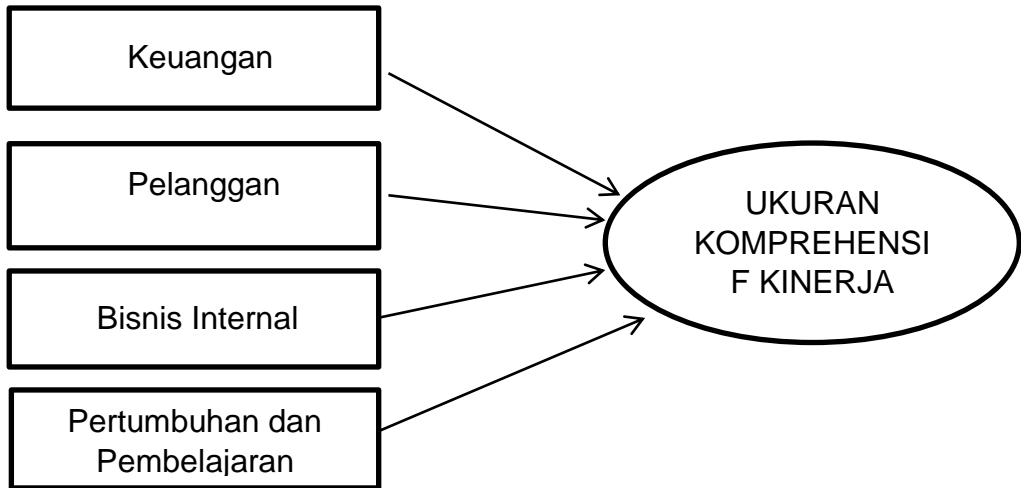 Keuangan
Pelanggan
Bisnis Internal
Pertumbuhan dan
Pembelajaran
UKURAN
KOMPREHENSI
F KINERJA